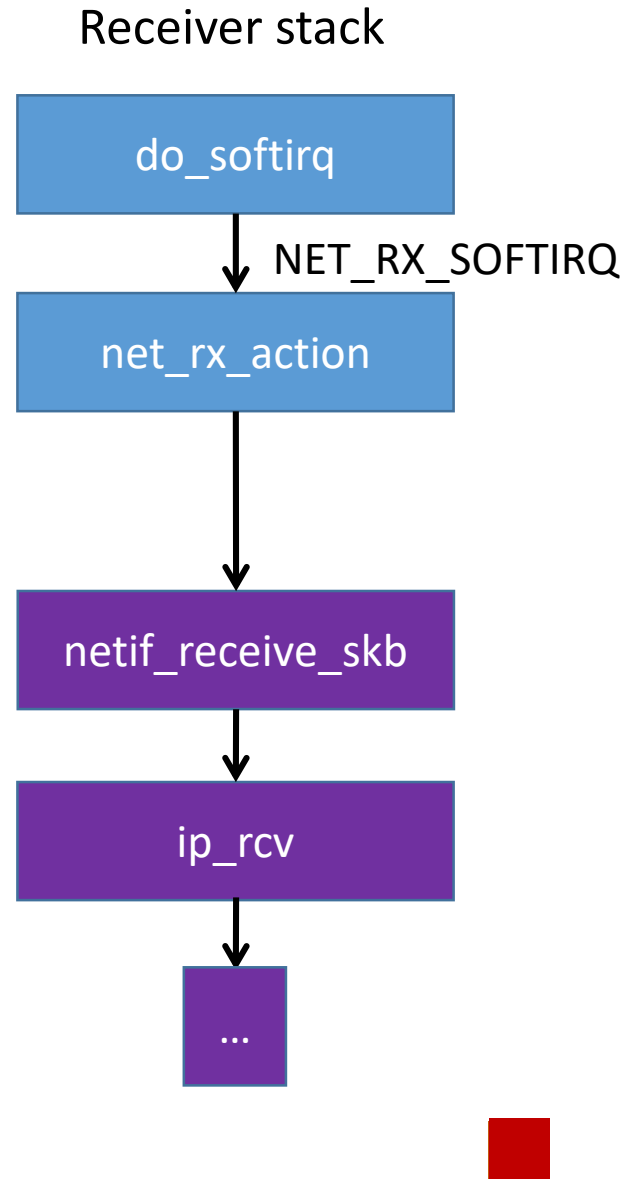 Receiver stack
do_softirq
NET_RX_SOFTIRQ
net_rx_action
netif_receive_skb
ip_rcv
...